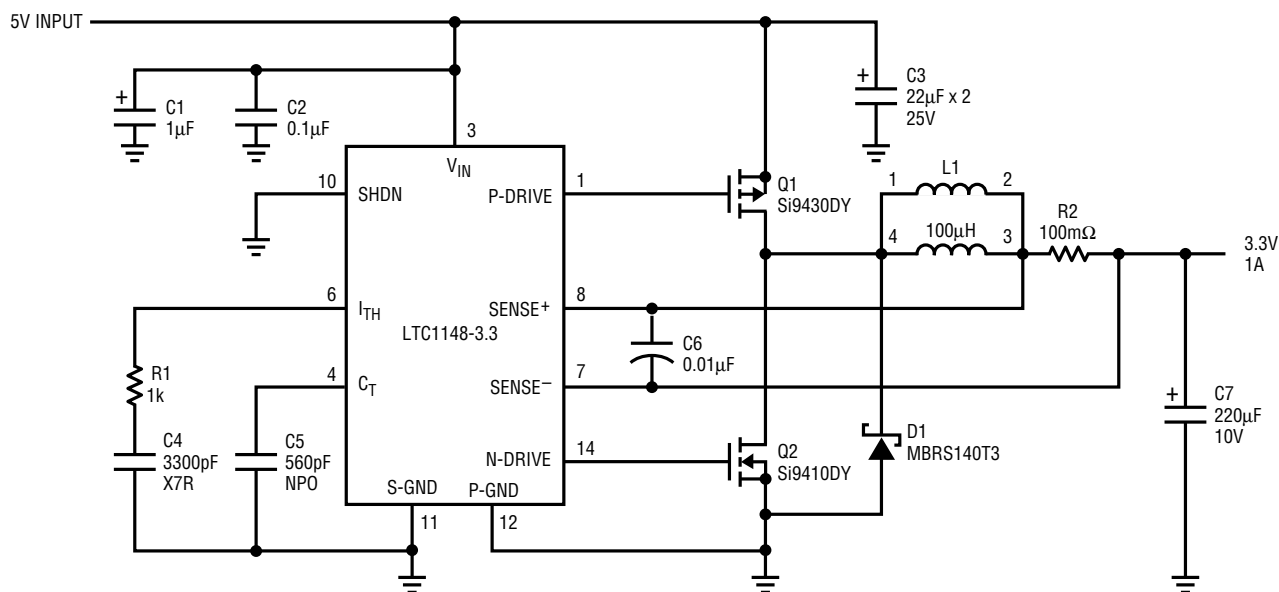 5V INPUT
+
C1
1µF
C2
0.1µF
3
V_IN
+
C3
22µF x 2
25V
10
SHDN
P-DRIVE
1
Q1
Si9430DY
1
L1
2
4
100µH
3
R2
100mΩ
3.3V
1A
6
I_TH
LTC1148-3.3
SENSE+
8
C6
0.01µF
R1
1k
4
C_T
SENSE–
7
C4
3300pF
X7R
C5
560pF
NPO
N-DRIVE
14
Q2
Si9410DY
D1
MBRS140T3
+
C7
220µF
10V
S-GND
P-GND
11
12